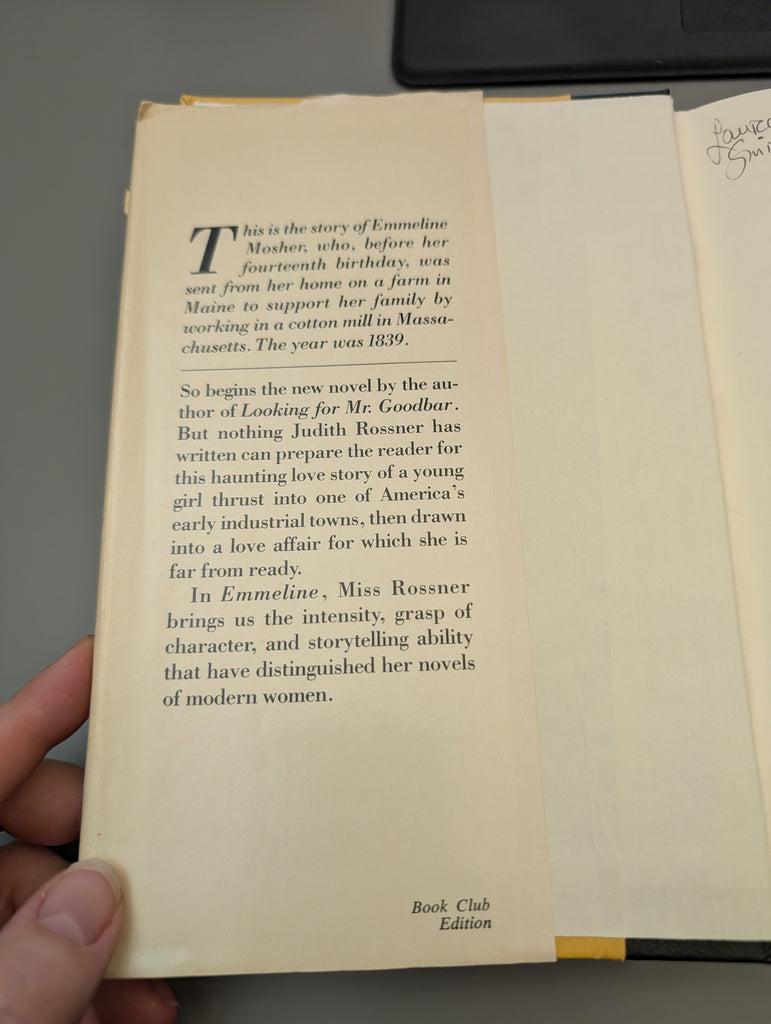 This is the story of Emmeline
Mosher, who, before her
fourteenth birthday, was
sent from her home on a farm in
Maine to support her family by
working in a cotton mill in Massa-
chusetts. The year was 1839.
So begins the new novel by the au-
thor of Looking for Mr. Goodbar.
But nothing Judith Rossner has
written can prepare the reader for
this haunting love story of a young
girl thrust into one of America's
early industrial towns, then drawn
into a love affair for which she is
far from ready.
In Emmeline, Miss Rossner
brings us the intensity, grasp of
character, and storytelling ability
that have distinguished her novels
of modern women.
Book Club
Edition